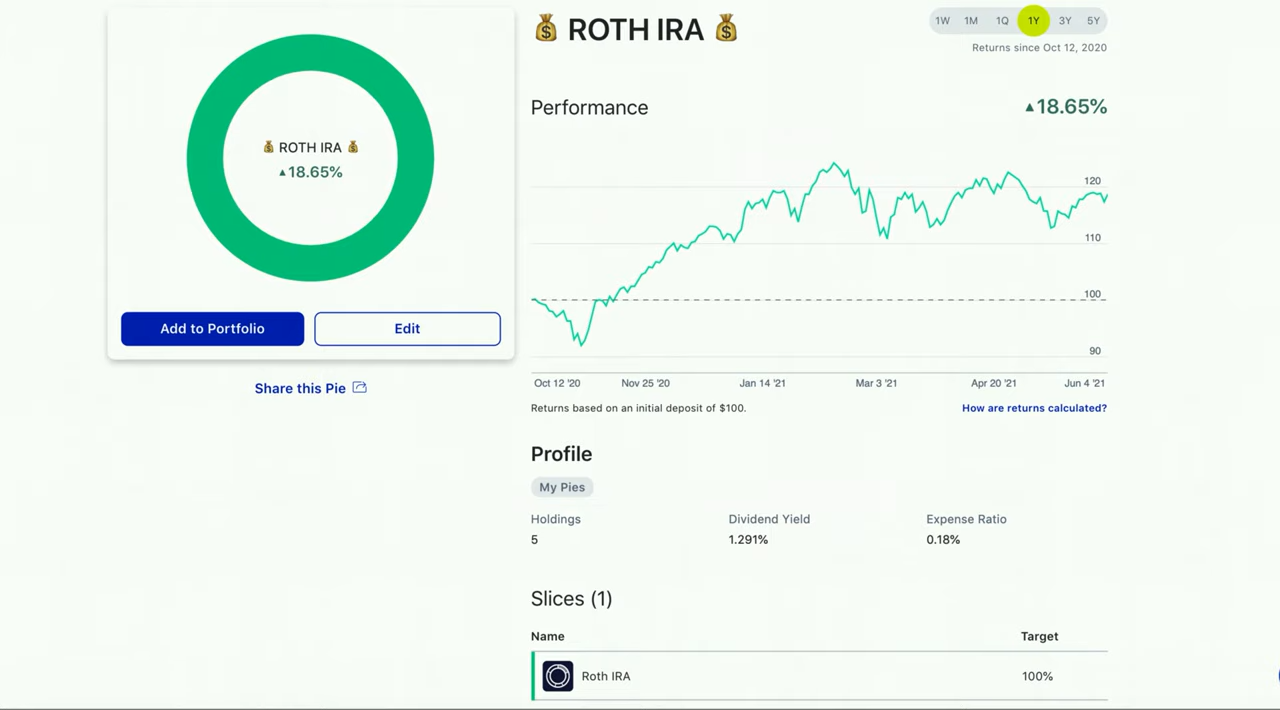 ROTH IRA
▲18.65%
Add to Portfolio
Edit
Share this Pie
💰 ROTH IRA 💰
1W 1M 1Q 1Y 3Y 5Y
Returns since Oct 12, 2020
Performance
▲18.65%
120
110
100
90
Oct 12 '20 Nov 25 '20 Jan 14 '21 Mar 3 '21 Apr 20 '21 Jun 4 '21
Returns based on an initial deposit of $100.
How are returns calculated?
Profile
My Pies
Holdings Dividend Yield Expense Ratio
5 1.291% 0.18%
Slices (1)
Name Target
Roth IRA 100%